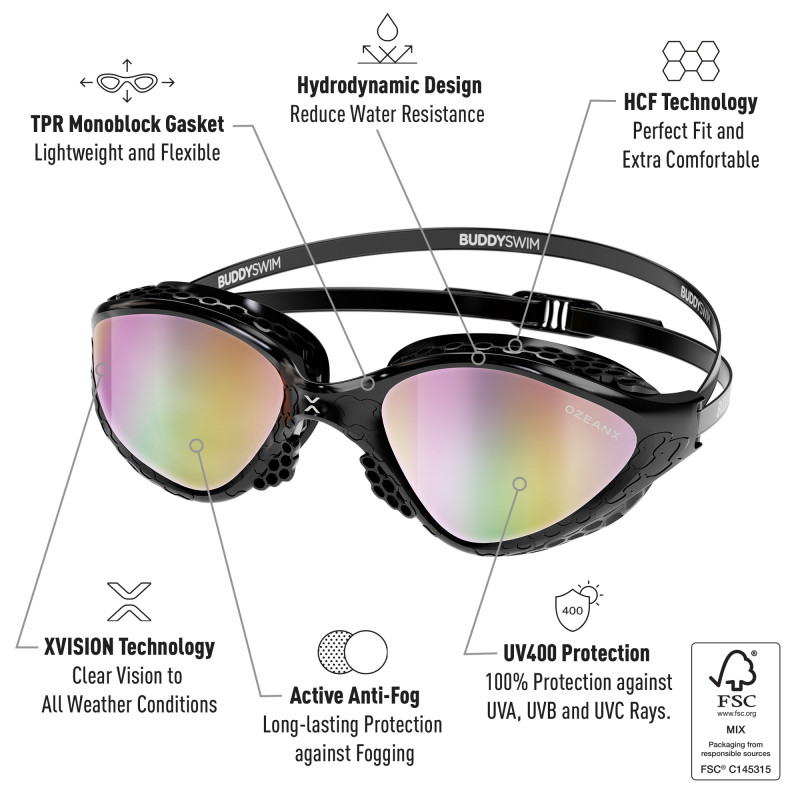 Hydrodynamic Design
Reduce Water Resistance
HCF Technology
Perfect Fit and
Extra Comfortable
TPR Monoblock Gasket
Lightweight and Flexible
BUDDYSWIM
BUDDYSWIM
BUDDYSWIM
OZEANX
XVISION Technology
Clear Vision to
All Weather Conditions
Active Anti-Fog
Long-lasting Protection
against Fogging
400
UV400 Protection
100% Protection against
UVA, UVB and UVC Rays.
FSC
www.fsc.org
MIX
Packaging from
responsible sources
FSC® C145315